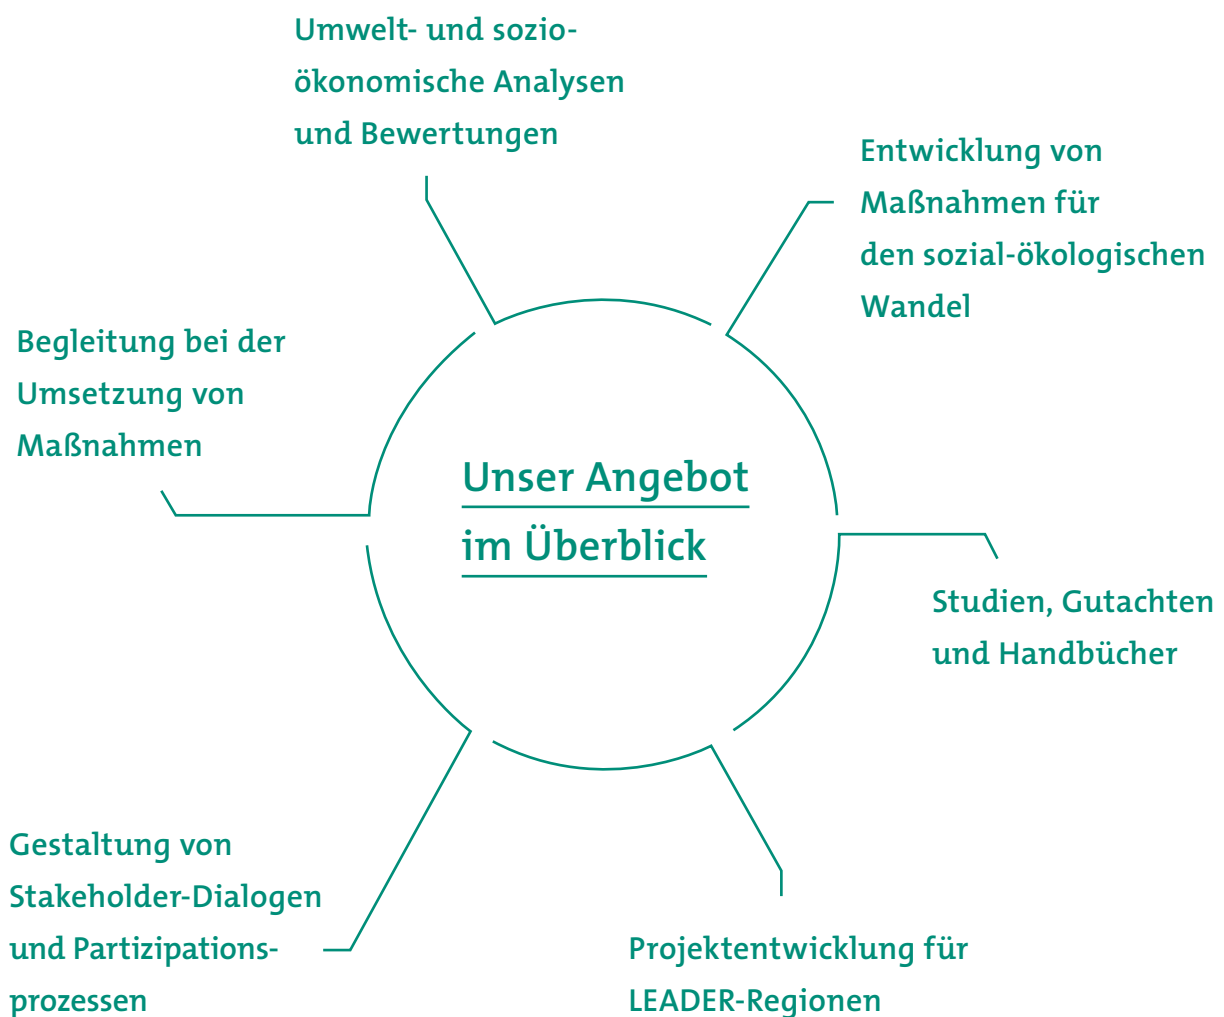 Umwelt- und sozio-
ökonomische Analysen
und Bewertungen
Entwicklung von
Maßnahmen für
den sozial-ökologischen
Wandel
Begleitung bei der
Umsetzung von
Maßnahmen
Unser Angebot
im Überblick
Studien, Gutachten
und Handbücher
Gestaltung von
Stakeholder-Dialogen
und Partizipations-
prozessen
Projektentwicklung für
LEADER-Regionen